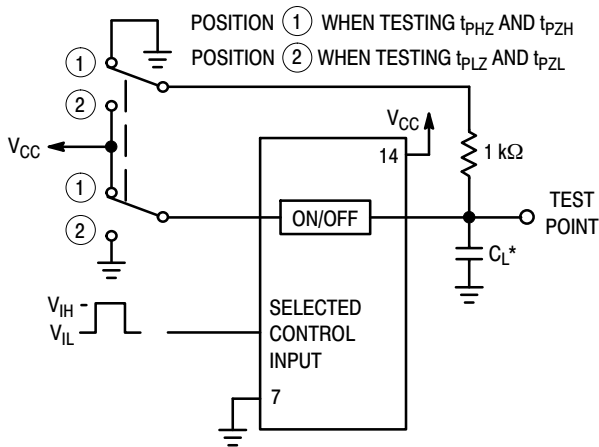 POSITION 1 WHEN TESTING tPHZ AND tPZH
POSITION 2 WHEN TESTING tPLZ AND tPZL
1
2
VCC
1
2
VCC
14
1 kΩ
ON/OFF
TEST
POINT
CL*
VIH
VIL
SELECTED
CONTROL
INPUT
7